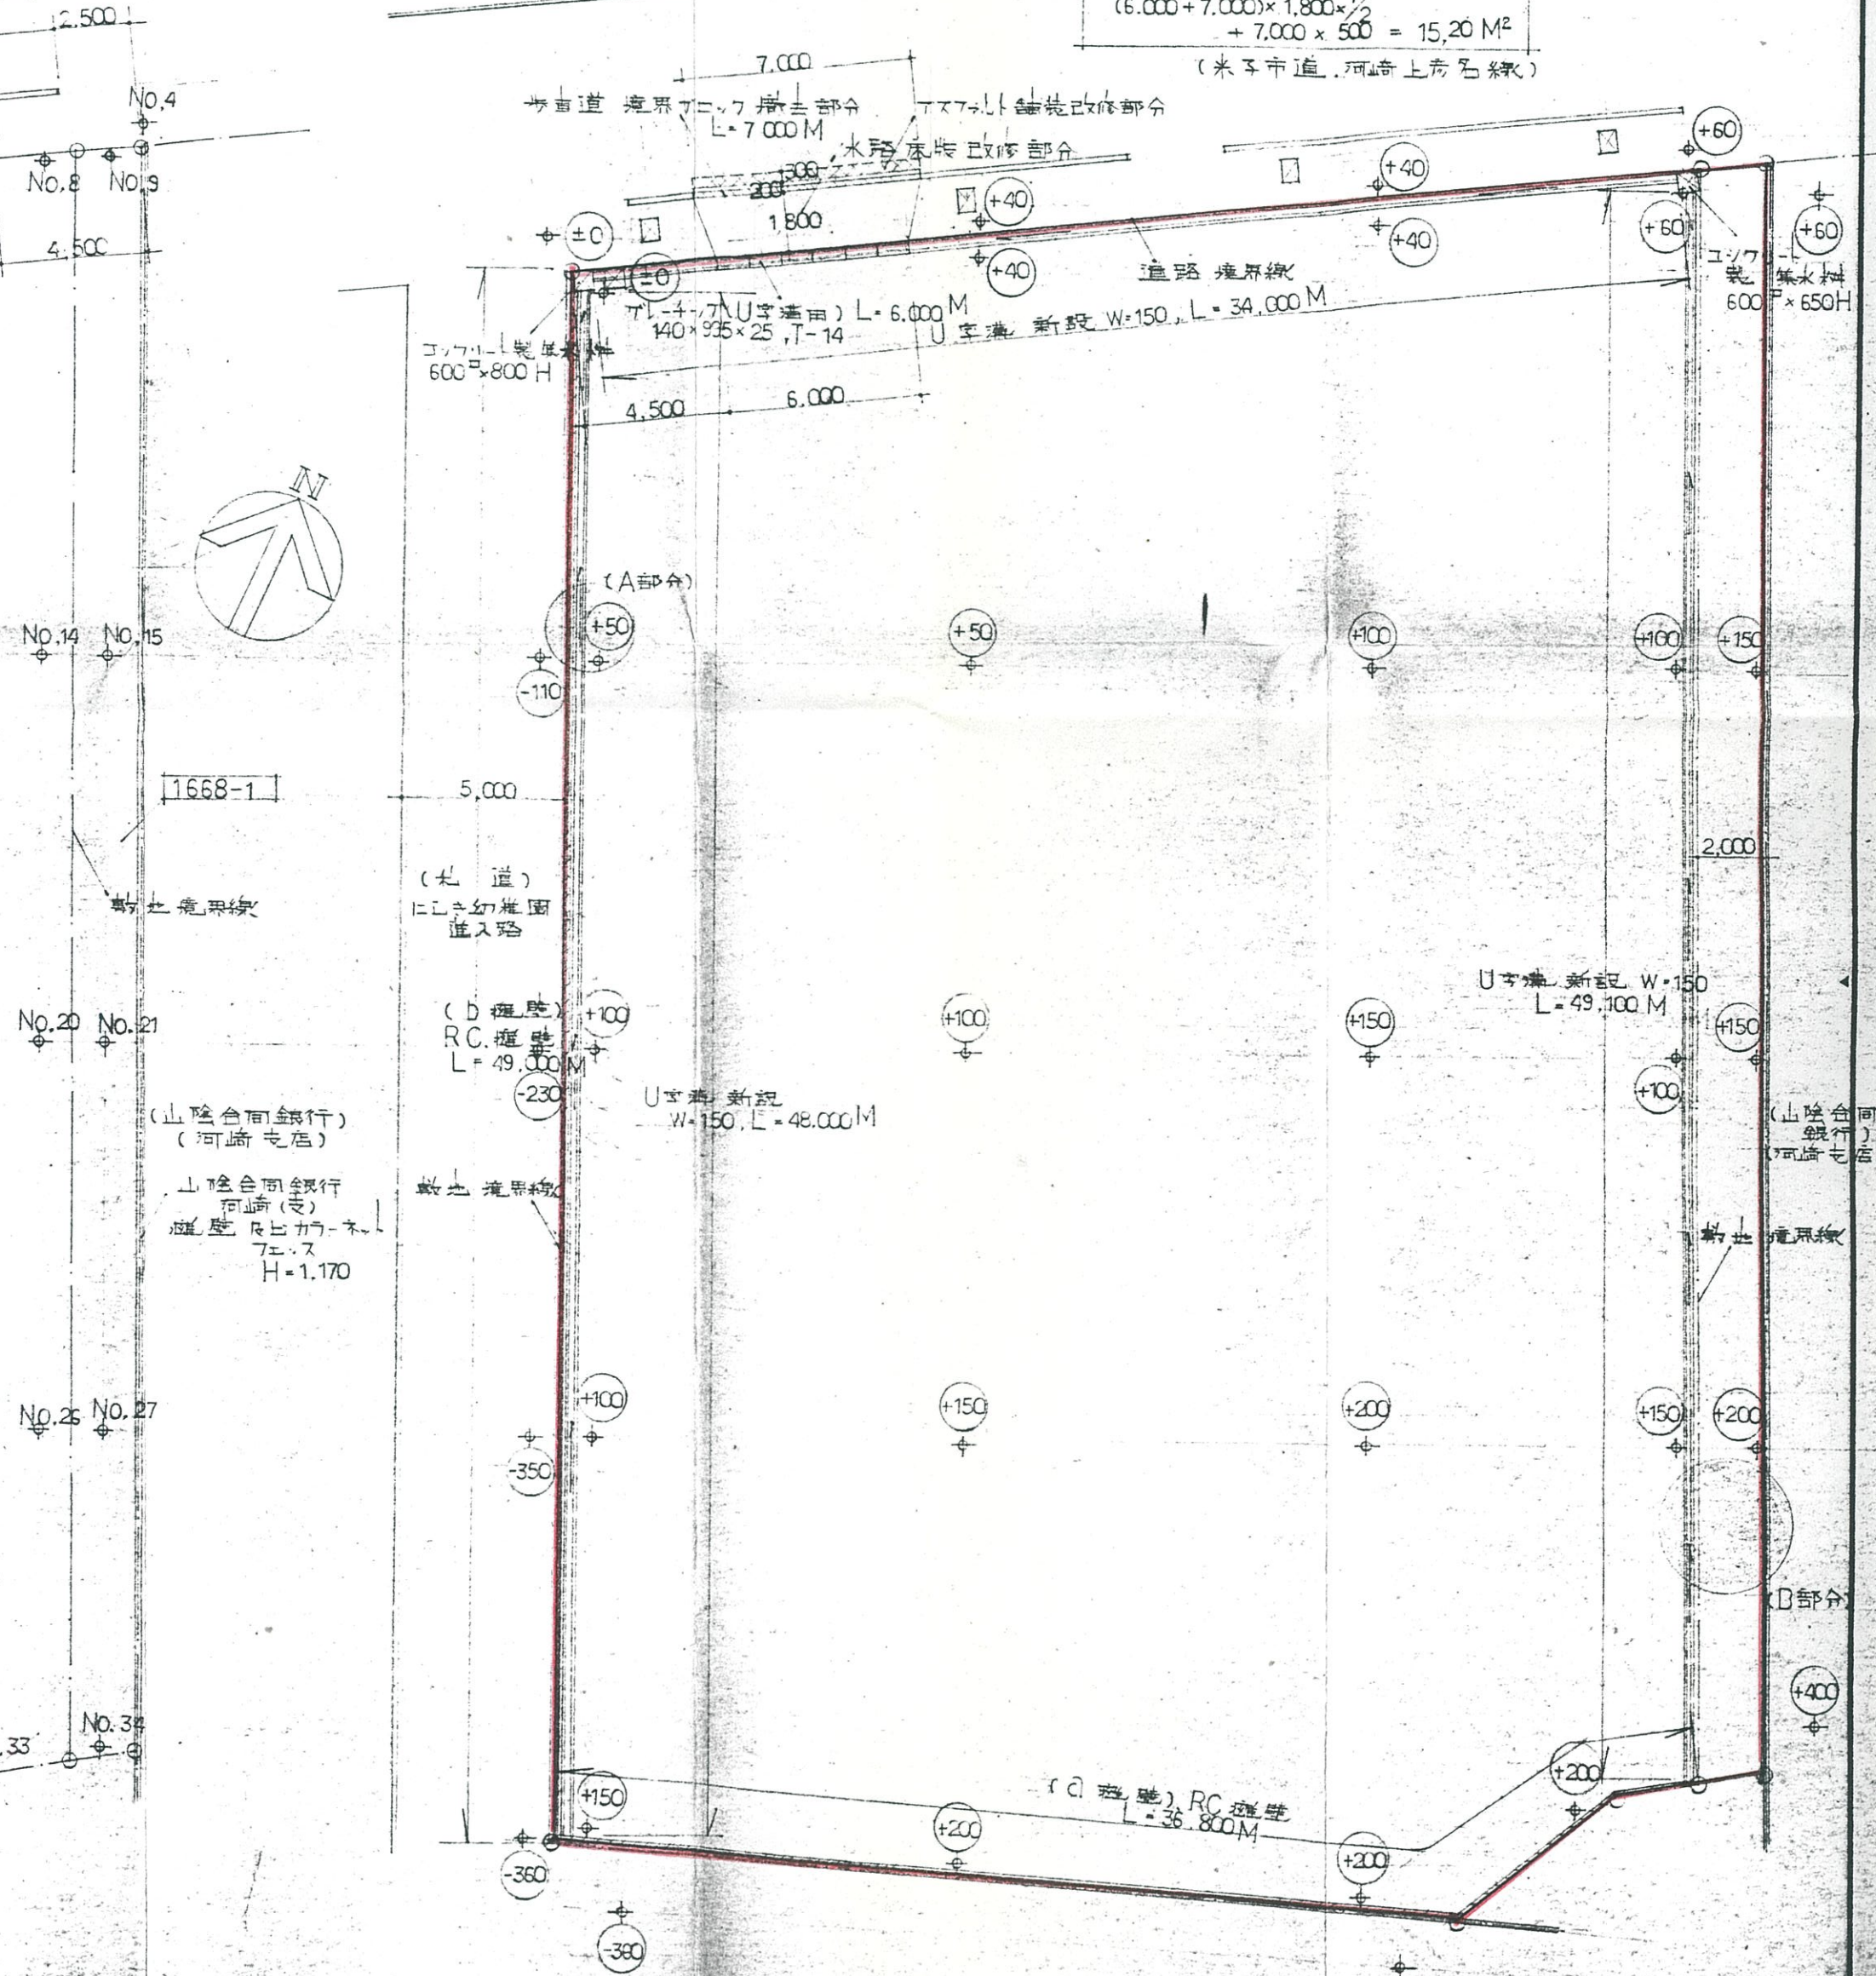 2.500
(6.000+7.000)×1,800×1/2
+ 7.000 × 500 = 15,20 M²
(米子市道.河崎上彦名線)
7.000
No.4
歩車道 境界ブロック 撤去部分
L=7 000 M
アスファルト舗装改修部分
水路床版 改修部分
No.8
No.9
300
200
1,800
4,500
±0
±0
+40
+40
+40
+40
+60
+60
+60
道路 境界線
コンクリート
製 集水桝
600□×650H
グレーチング(U字溝用) L=6.000M
140×995×25 ,T-14
U字溝 新設 W=150, L=34,000M
コンクリート製集水桝
600□×800 H
4,500
6,000
N
(A部分)
No.14
No.15
+50
+50
+100
+100
+150
-110
1668-1
5,000
2,000
敷地境界線
(私 道)
にしき幼稚園
進入路
No.20
No.21
(b 擁壁)
RC.擁壁
L=49,000M
+100
+100
+150
+150
+100
-230
U字溝 新設 W=150
L=49,100M
U字溝 新設
W=150, L=48.000M
(山陰合同銀行)
(河崎支店)
山陰合同銀行
河崎(支)
擁壁 及ビカラーネット
フェンス
H=1.170
敷地 境界線
(山陰合同
銀行)
(河崎支店
敷地 境界線
No.26
No.27
+100
+150
+200
+150
+200
-350
(B部分)
+400
No.34
.33
+150
+200
+200
+200
(a 擁壁) RC擁壁
L=36.800M
-360
-380